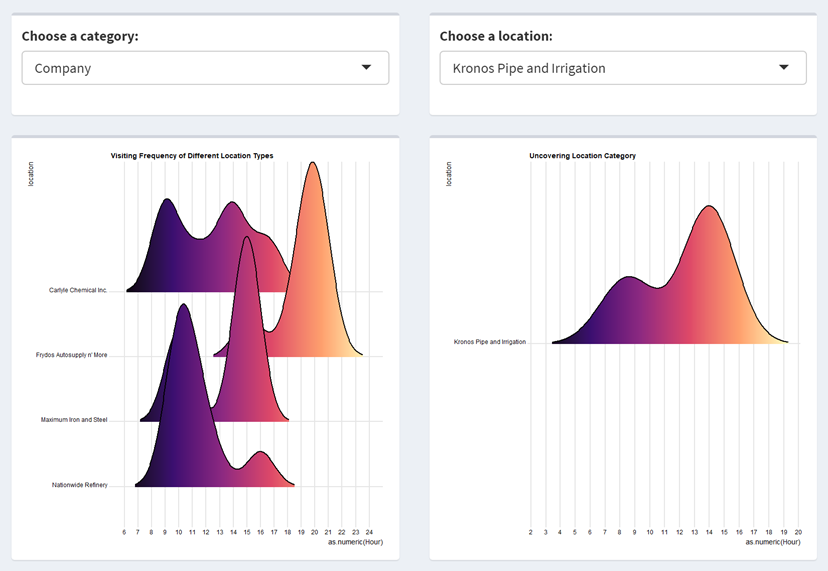 Choose a category:
Company
Choose a location:
Kronos Pipe and Irrigation
Visiting Frequency of Different Location Types
location
Carlyle Chemical Inc.
Frydos Autosupply n' More
Maximum Iron and Steel
Nationwide Refinery
6 7 8 9 10 11 12 13 14 15 16 17 18 19 20 21 22 23 24
as.numeric(Hour)
Uncovering Location Category
location
Kronos Pipe and Irrigation
2 3 4 5 6 7 8 9 10 11 12 13 14 15 16 17 18 19 20
as.numeric(Hour)